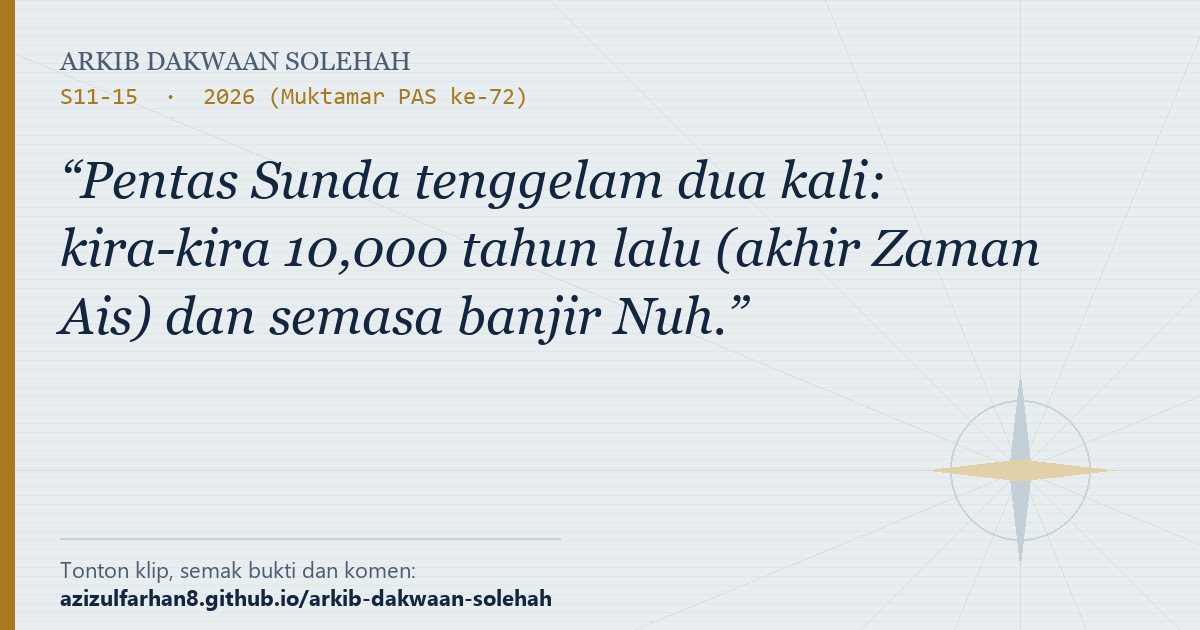 ARKIB DAKWAAN SOLEHAH
S11-15 · 2026 (Muktamar PAS ke-72)
“Pentas Sunda tenggelam dua kali:
kira-kira 10,000 tahun lalu (akhir Zaman
Ais) dan semasa banjir Nuh.”
Tonton klip, semak bukti dan komen:
azizulfarhan8.github.io/arkib-dakwaan-solehah